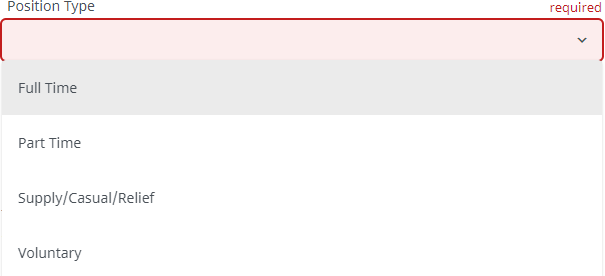 Position Type
required
Full Time
Part Time
Supply/Casual/Relief
Voluntary